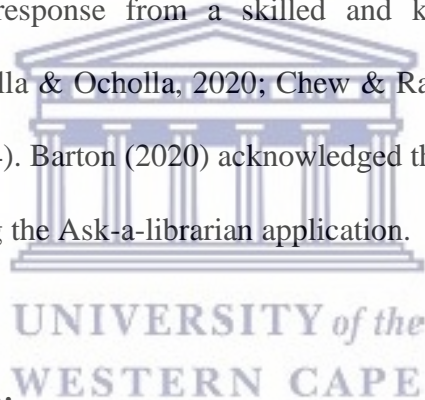 response from a skilled and k
lla & Ocholla, 2020; Chew & Ra
). Barton (2020) acknowledged th
g the Ask-a-librarian application.
UNIVERSITY of the
WESTERN CAPE